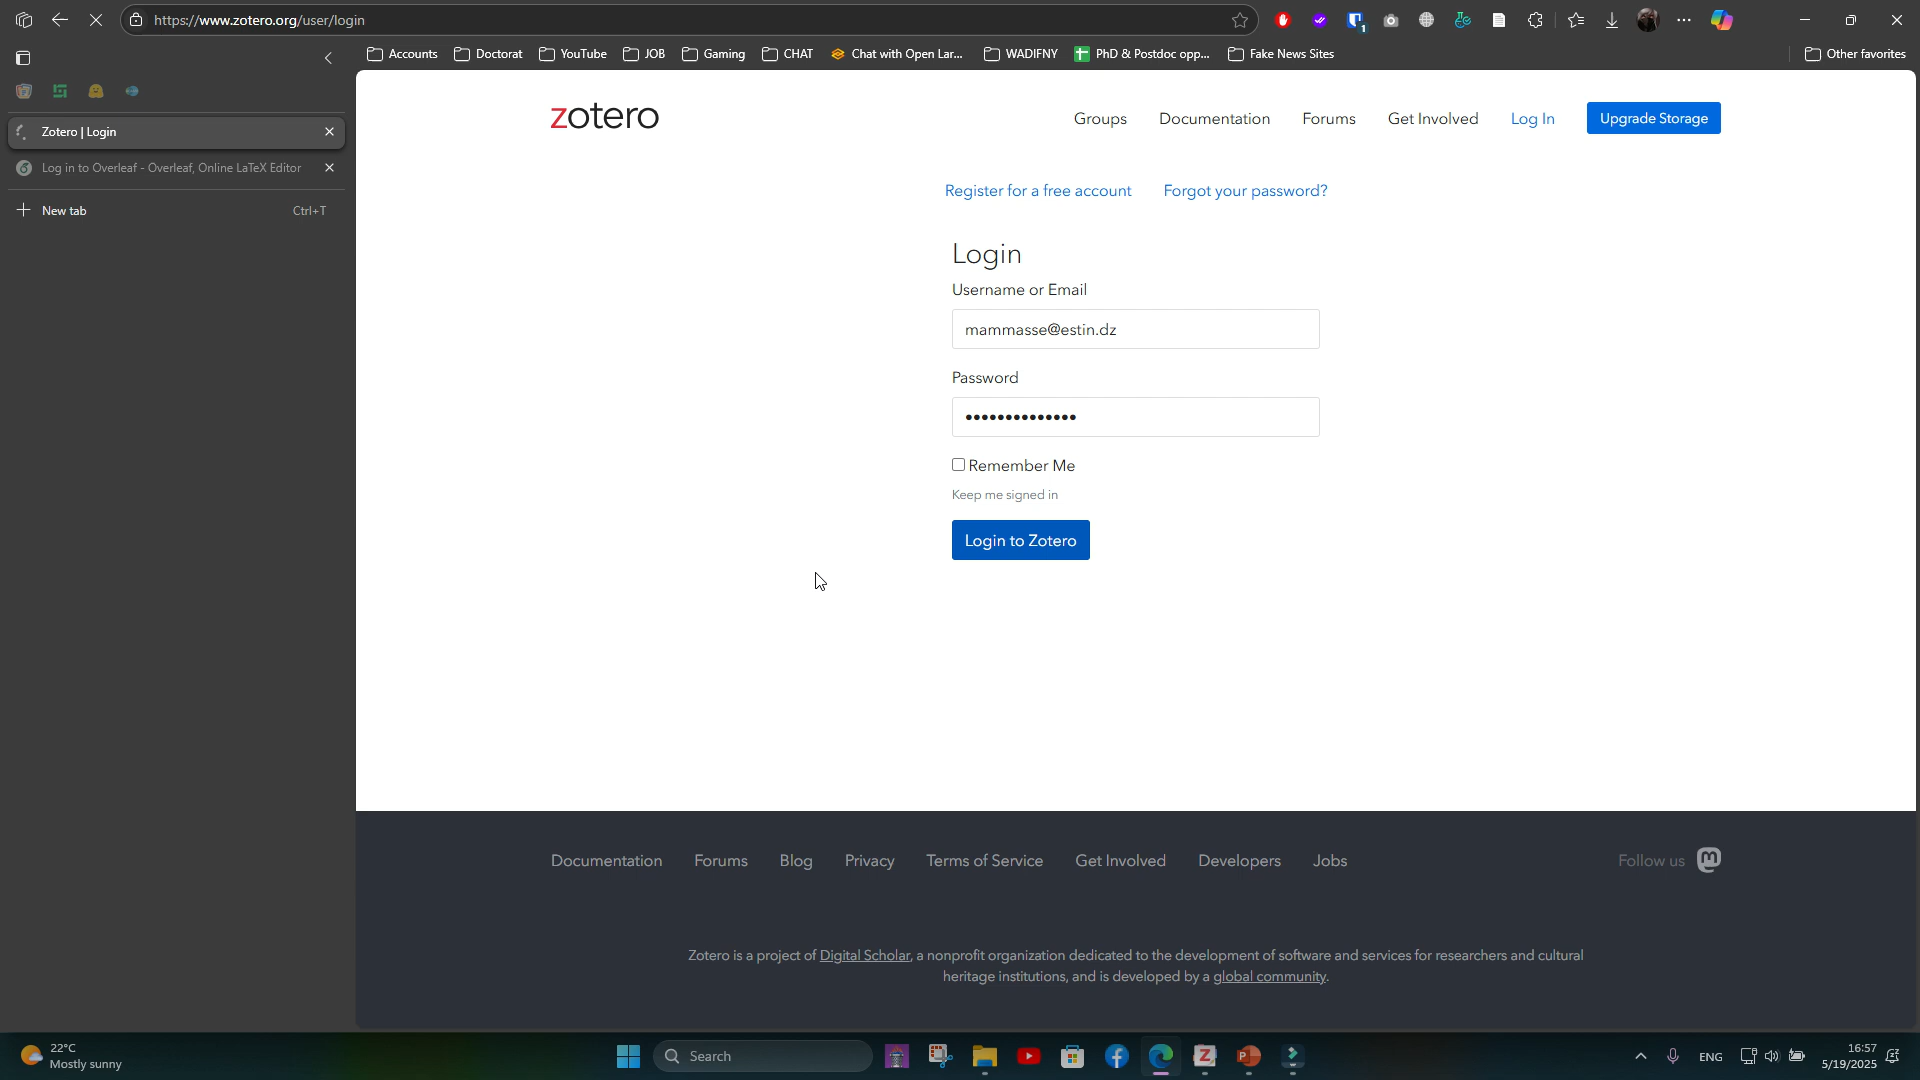 https://www.zotero.org/user/login
Accounts Doctorat YouTube JOB Gaming CHAT Chat with Open Lar... WADIFNY PhD & Postdoc opp... Fake News Sites Other favorites
Zotero | Login
Log in to Overleaf - Overleaf, Online LaTeX Editor
New tab Ctrl+T
zotero Groups Documentation Forums Get Involved Log In Upgrade Storage
Register for a free account Forgot your password?
Login
Username or Email
mammasse@estin.dz
Password
••••••••••••••
Remember Me
Keep me signed in
Login to Zotero
Documentation Forums Blog Privacy Terms of Service Get Involved Developers Jobs Follow us
Zotero is a project of Digital Scholar, a nonprofit organization dedicated to the development of software and services for researchers and cultural
heritage institutions, and is developed by a global community.
22°C
Mostly sunny
Search
ENG
16:57
5/19/2025